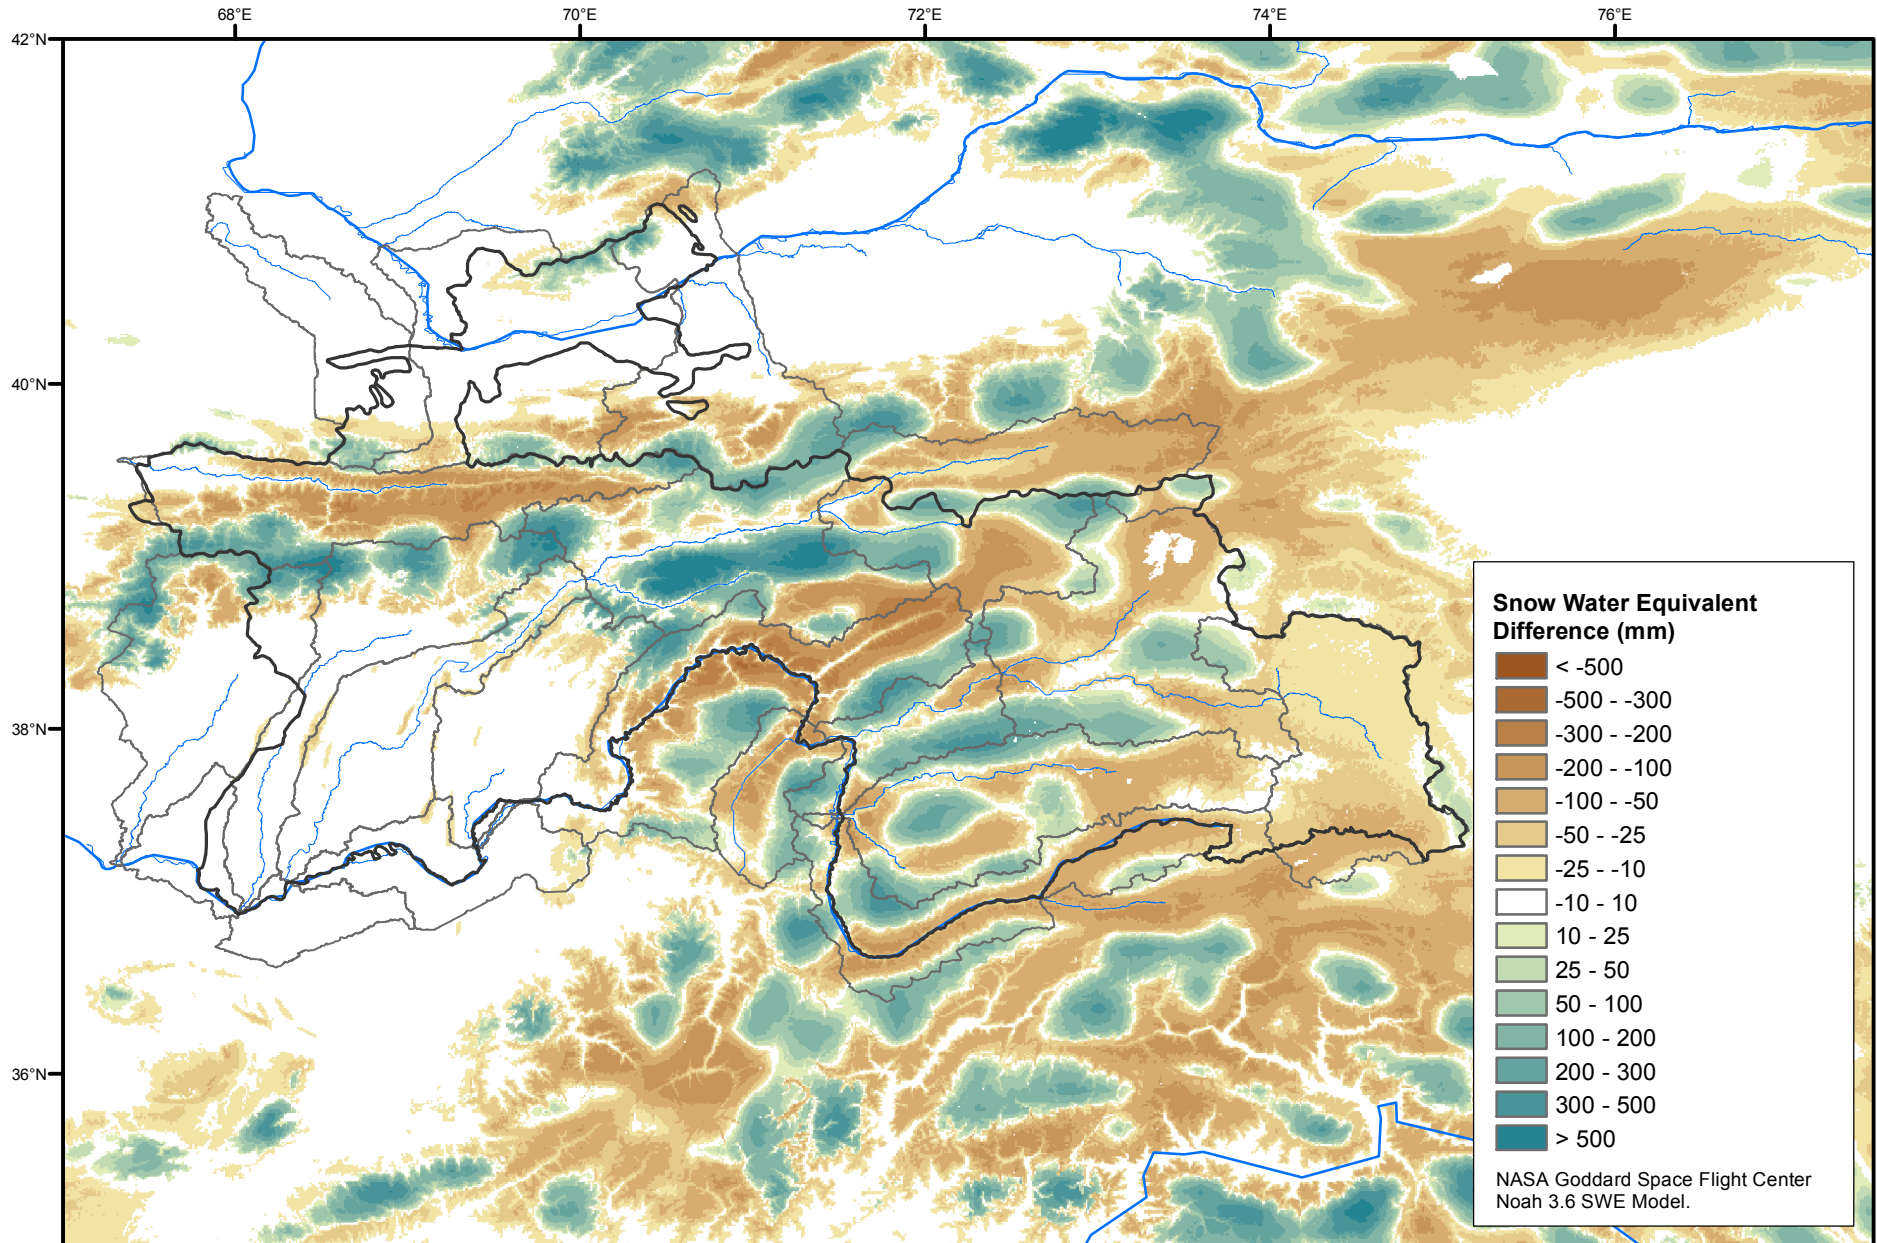 68°E
70°E
72°E
74°E
76°E
42°N
40°N
38°N
36°N
Snow Water Equivalent
Difference (mm)
< -500
-500 - -300
-300 - -200
-200 - -100
-100 - -50
-50 - -25
-25 - -10
-10 - 10
10 - 25
25 - 50
50 - 100
100 - 200
200 - 300
300 - 500
> 500
NASA Goddard Space Flight Center
Noah 3.6 SWE Model.